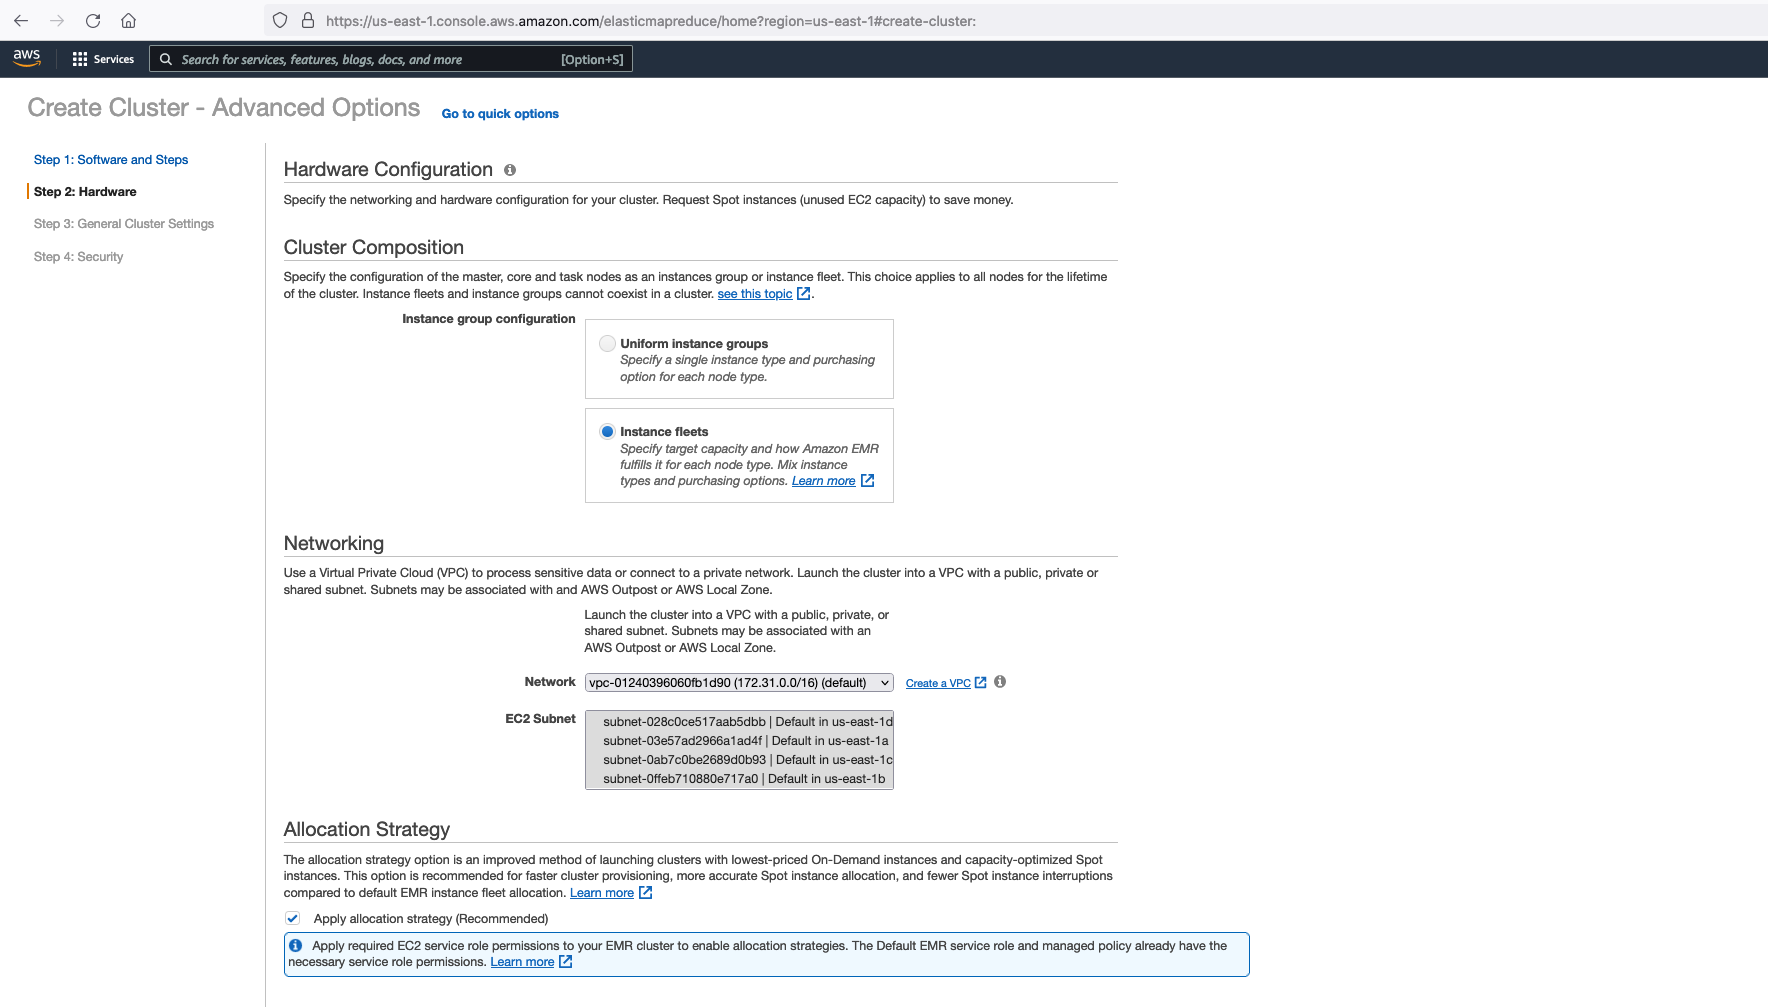 https://us-east-1.console.aws.amazon.com/elasticmapreduce/home?region=us-east-1#create-cluster:
aws
Services
Search for services, features, blogs, docs, and more
[Option+S]
Create Cluster - Advanced Options
Go to quick options
Step 1: Software and Steps
Step 2: Hardware
Step 3: General Cluster Settings
Step 4: Security
Hardware Configuration
Specify the networking and hardware configuration for your cluster. Request Spot instances (unused EC2 capacity) to save money.
Cluster Composition
Specify the configuration of the master, core and task nodes as an instances group or instance fleet. This choice applies to all nodes for the lifetime
of the cluster. Instance fleets and instance groups cannot coexist in a cluster. see this topic .
Instance group configuration
Uniform instance groups
Specify a single instance type and purchasing
option for each node type.
Instance fleets
Specify target capacity and how Amazon EMR
fulfills it for each node type. Mix instance
types and purchasing options. Learn more
Networking
Use a Virtual Private Cloud (VPC) to process sensitive data or connect to a private network. Launch the cluster into a VPC with a public, private or
shared subnet. Subnets may be associated with and AWS Outpost or AWS Local Zone.
Launch the cluster into a VPC with a public, private, or
shared subnet. Subnets may be associated with an
AWS Outpost or AWS Local Zone.
Network
vpc-01240396060fb1d90 (172.31.0.0/16) (default)
Create a VPC
EC2 Subnet
subnet-028c0ce517aab5dbb | Default in us-east-1d
subnet-03e57ad2966a1ad4f | Default in us-east-1a
subnet-0ab7c0be2689d0b93 | Default in us-east-1c
subnet-0ffeb710880e717a0 | Default in us-east-1b
Allocation Strategy
The allocation strategy option is an improved method of launching clusters with lowest-priced On-Demand instances and capacity-optimized Spot
instances. This option is recommended for faster cluster provisioning, more accurate Spot instance allocation, and fewer Spot instance interruptions
compared to default EMR instance fleet allocation. Learn more
Apply allocation strategy (Recommended)
Apply required EC2 service role permissions to your EMR cluster to enable allocation strategies. The Default EMR service role and managed policy already have the
necessary service role permissions. Learn more